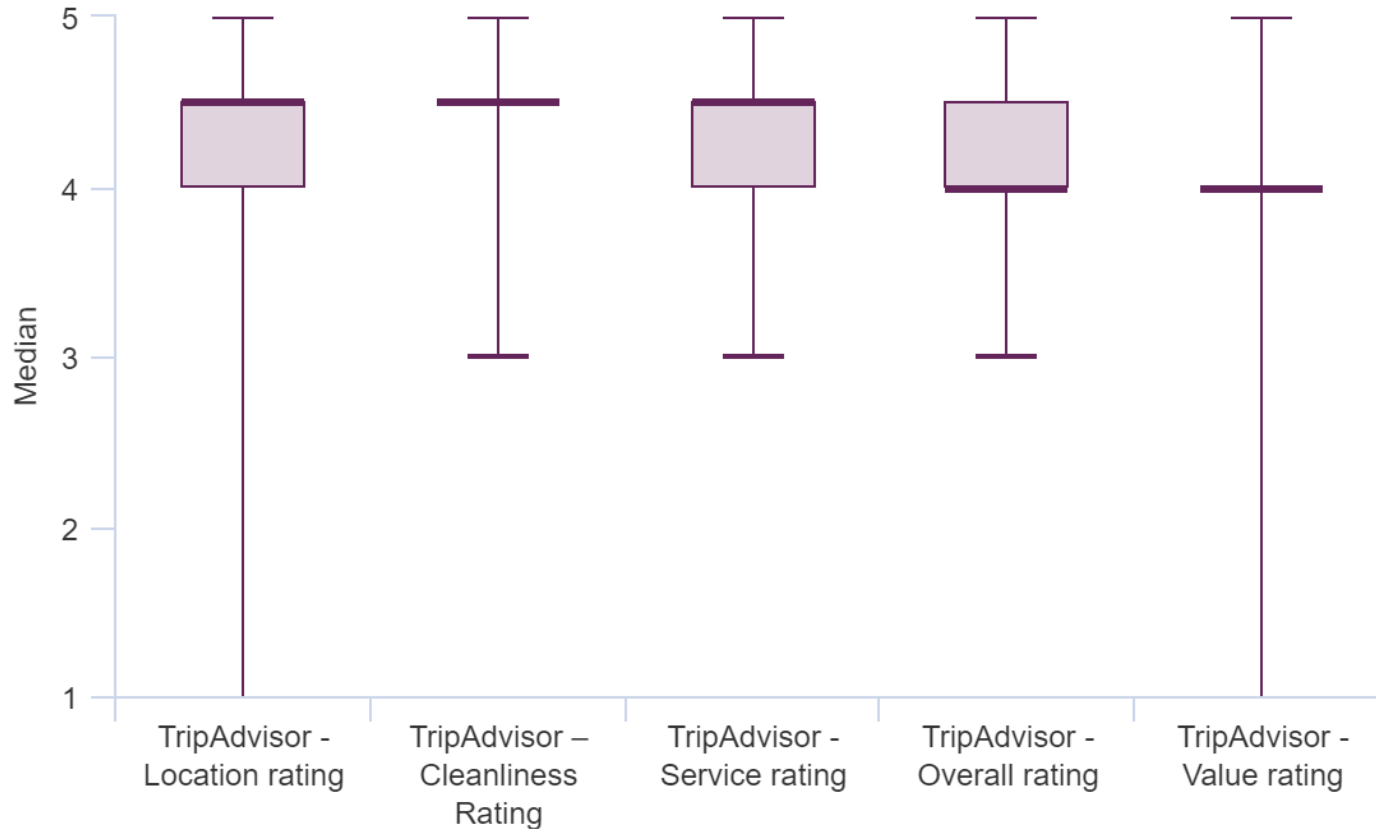 5
4
3
2
1
Median
TripAdvisor -
Location rating
TripAdvisor –
Cleanliness
Rating
TripAdvisor -
Service rating
TripAdvisor -
Overall rating
TripAdvisor -
Value rating